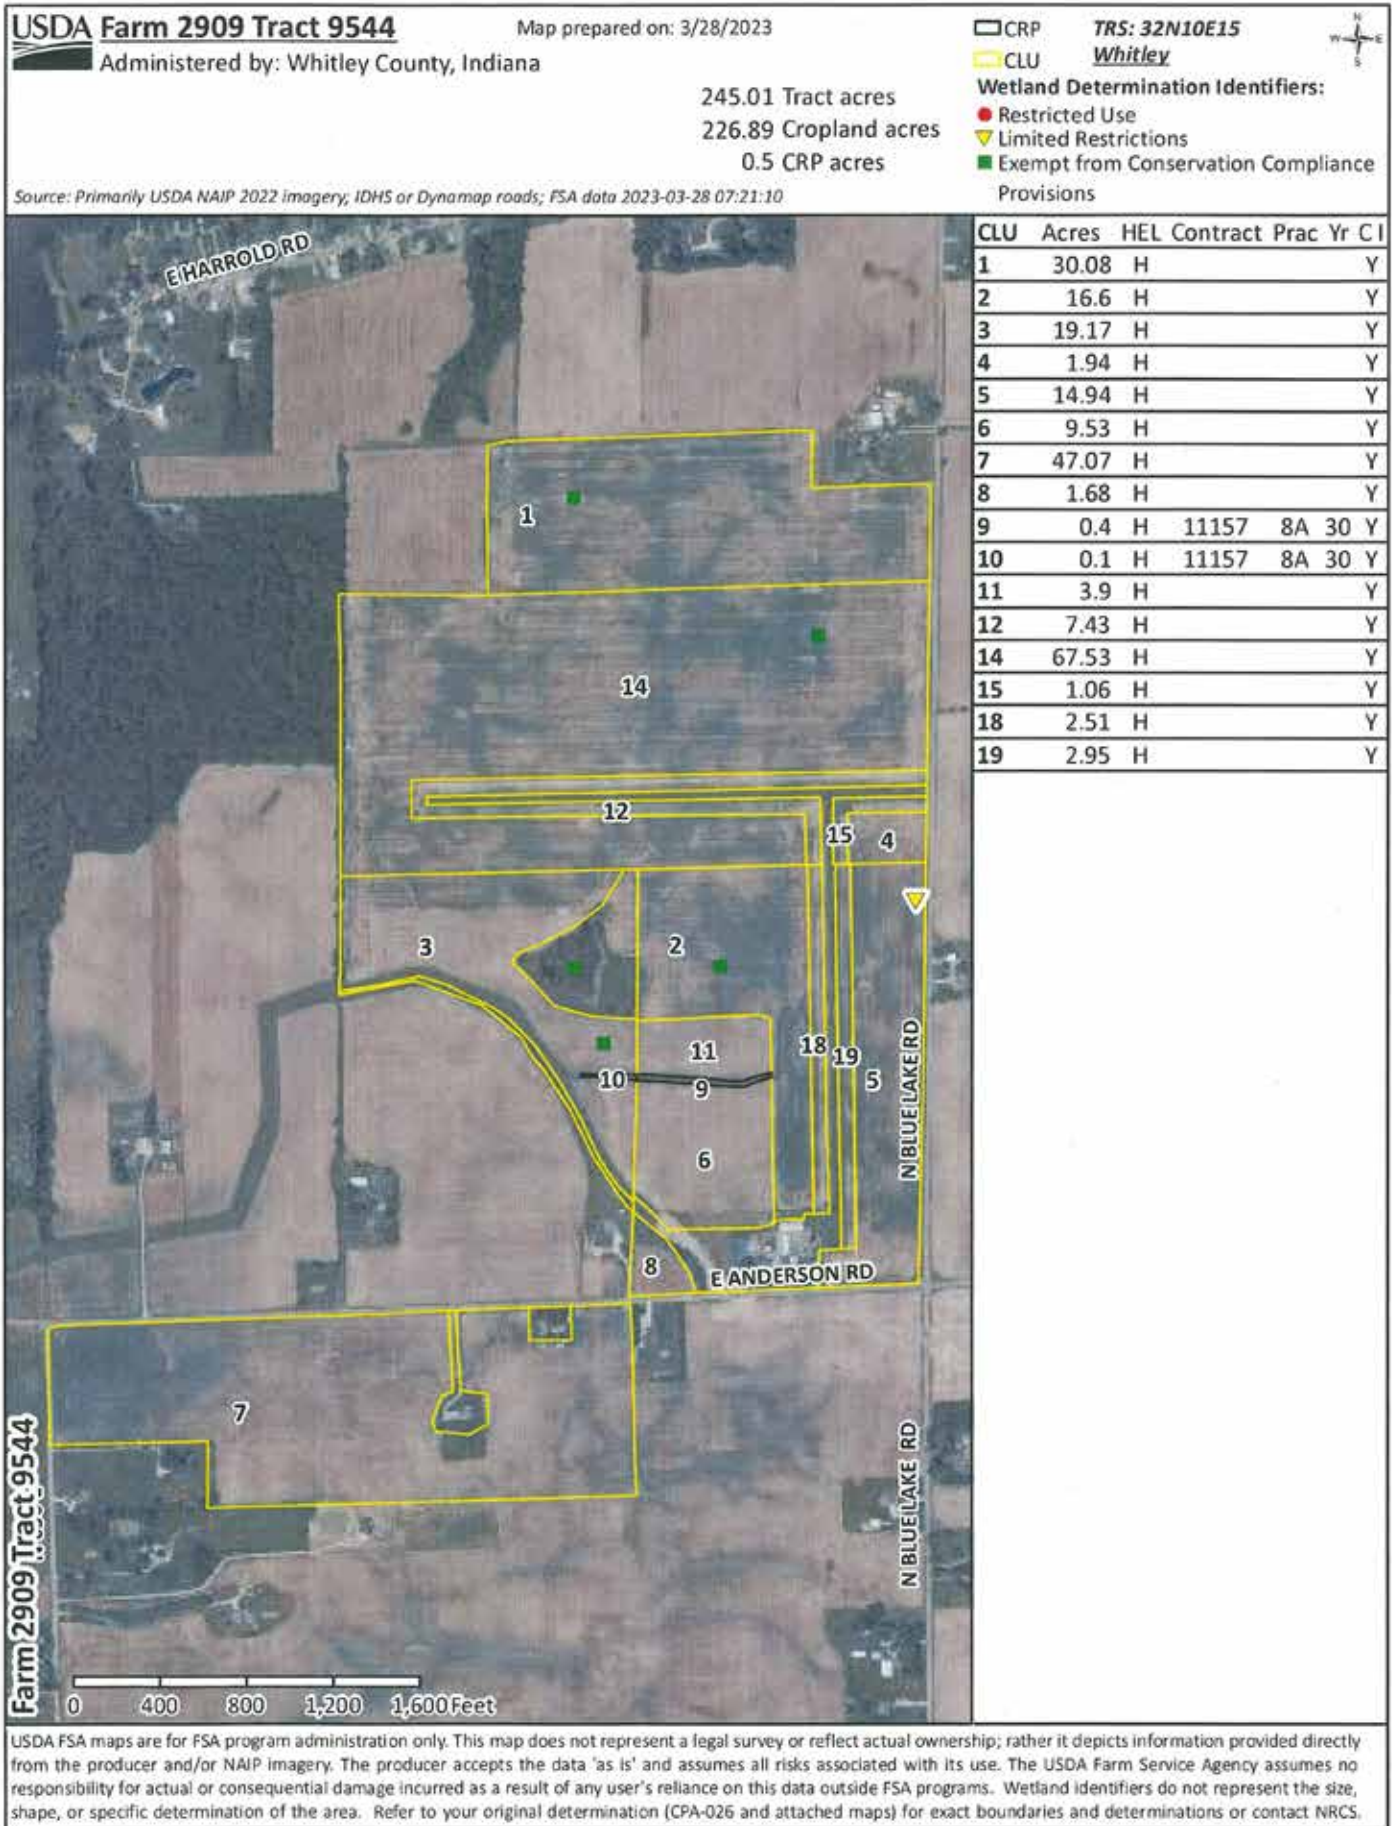 USDA Farm 2909 Tract 9544
Administered by: Whitley County, Indiana
Map prepared on: 3/28/2023
245.01 Tract acres
226.89 Cropland acres
0.5 CRP acres
CRP
CLU
TRS: 32N10E15
Whitley
N
W E
S
Wetland Determination Identifiers:
Restricted Use
Limited Restrictions
Exempt from Conservation Compliance
Provisions
Source: Primarily USDA NAIP 2022 imagery; IDHS or Dynamap roads; FSA data 2023-03-28 07:21:10
CLU Acres HEL Contract Prac Yr C I
1 30.08 H Y
2 16.6 H Y
3 19.17 H Y
4 1.94 H Y
5 14.94 H Y
6 9.53 H Y
7 47.07 H Y
8 1.68 H Y
9 0.4 H 11157 8A 30 Y
10 0.1 H 11157 8A 30 Y
11 3.9 H Y
12 7.43 H Y
14 67.53 H Y
15 1.06 H Y
18 2.51 H Y
19 2.95 H Y
E HARROLD RD
1
14
12
15
4
3
2
18
19
11
10
9
5
N BLUE LAKE RD
6
8
E ANDERSON RD
7
N BLUE LAKE RD
Farm 2909 Tract 9544
0 400 800 1,200 1,600 Feet
USDA FSA maps are for FSA program administration only. This map does not represent a legal survey or reflect actual ownership; rather it depicts information provided directly
from the producer and/or NAIP imagery. The producer accepts the data 'as is' and assumes all risks associated with its use. The USDA Farm Service Agency assumes no
responsibility for actual or consequential damage incurred as a result of any user's reliance on this data outside FSA programs. Wetland identifiers do not represent the size,
shape, or specific determination of the area. Refer to your original determination (CPA-026 and attached maps) for exact boundaries and determinations or contact NRCS.